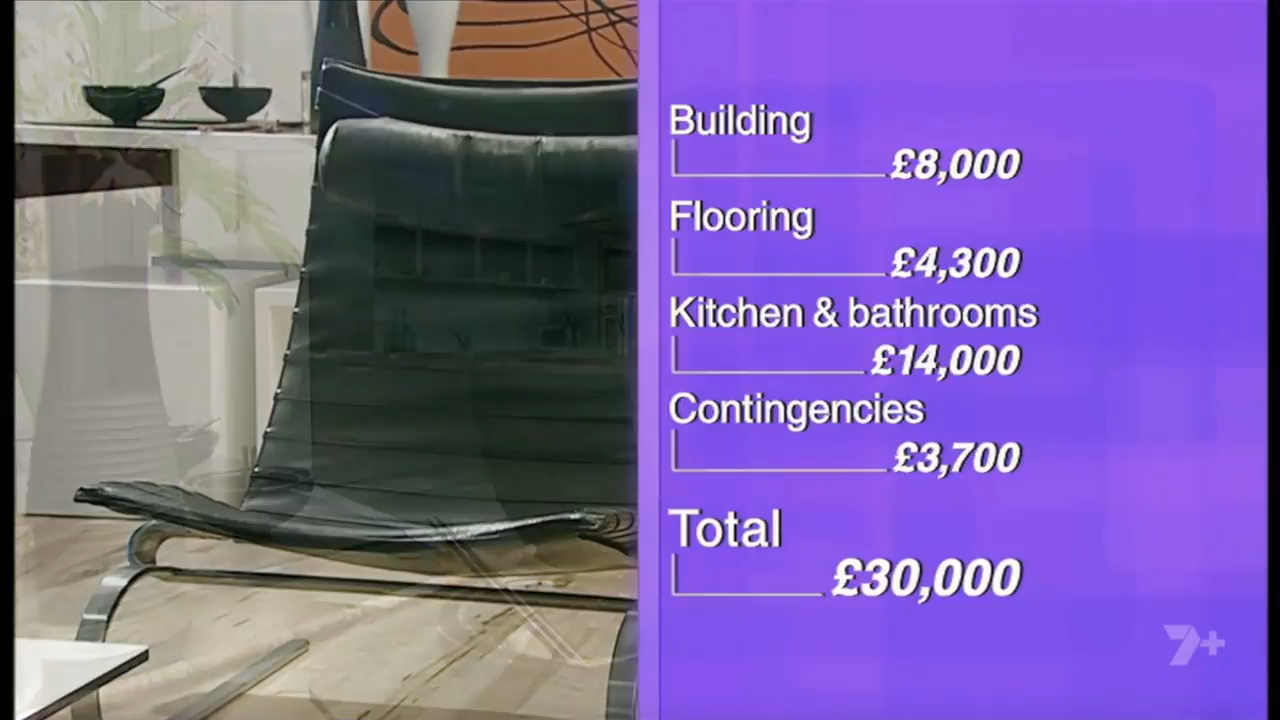 Building
£8,000
Flooring
£4,300
Kitchen & bathrooms
£14,000
Contingencies
£3,700
Total
£30,000
7+